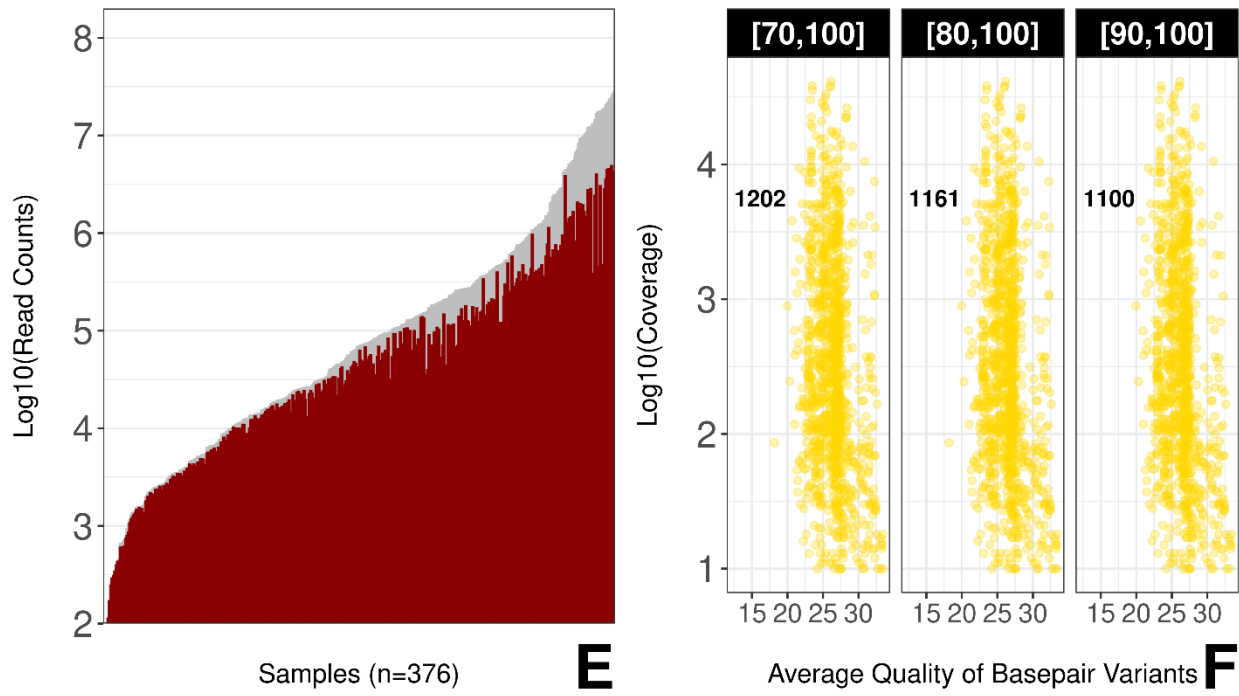 8
7
6
5
4
3
2
Log10(Read Counts)
Samples (n=376)
E
[70,100] [80,100] [90,100]
4
3
2
1
Log10(Coverage)
1202 1161 1100
15 20 25 30 15 20 25 30 15 20 25 30
Average Quality of Basepair Variants
F